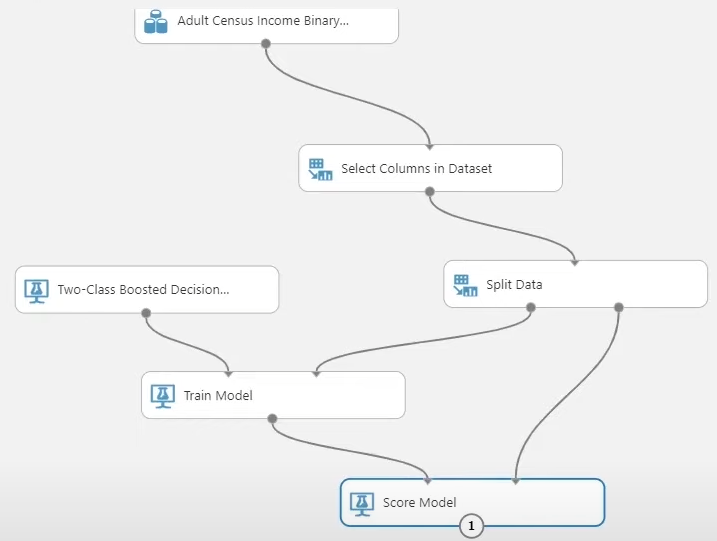 Adult Census Income Binary...
Select Columns in Dataset
Two-Class Boosted Decision...
Split Data
Train Model
Score Model
1